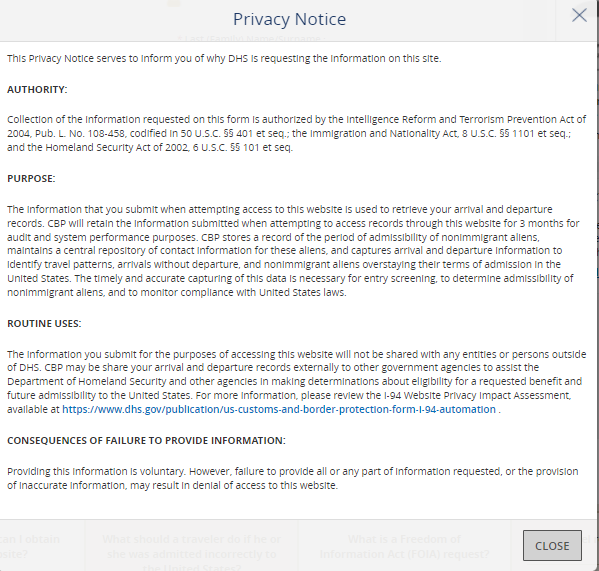 Privacy Notice
This Privacy Notice serves to inform you of why DHS is requesting the information on this site.
AUTHORITY:
Collection of the information requested on this form is authorized by the Intelligence Reform and Terrorism Prevention Act of
2004, Pub. L. No. 108-458, codified in 50 U.S.C. §§ 401 et seq.; the Immigration and Nationality Act, 8 U.S.C. §§ 1101 et seq.;
and the Homeland Security Act of 2002, 6 U.S.C. §§ 101 et seq.
PURPOSE:
The information that you submit when attempting access to this website is used to retrieve your arrival and departure
records. CBP will retain the information submitted when attempting to access records through this website for 3 months for
audit and system performance purposes. CBP stores a record of the period of admissibility of nonimmigrant aliens,
maintains a central repository of contact information for these aliens, and captures arrival and departure information to
identify travel patterns, arrivals without departure, and nonimmigrant aliens overstaying their terms of admission in the
United States. The timely and accurate capturing of this data is necessary for entry screening, to determine admissibility of
nonimmigrant aliens, and to monitor compliance with United States laws.
ROUTINE USES:
The information you submit for the purposes of accessing this website will not be shared with any entities or persons outside
of DHS. CBP may be share your arrival and departure records externally to other government agencies to assist the
Department of Homeland Security and other agencies in making determinations about eligibility for a requested benefit and
future admissibility to the United States. For more information, please review the I-94 Website Privacy Impact Assessment,
available at https://www.dhs.gov/publication/us-customs-and-border-protection-form-i-94-automation .
CONSEQUENCES OF FAILURE TO PROVIDE INFORMATION:
Providing this information is voluntary. However, failure to provide all or any part of information requested, or the provision
of inaccurate information, may result in denial of access to this website.
an I obtain What should a traveler do if he or What is a Freedom of
she was admitted incorrectly to Information Act (FOIA) request?
the United States?
CLOSE